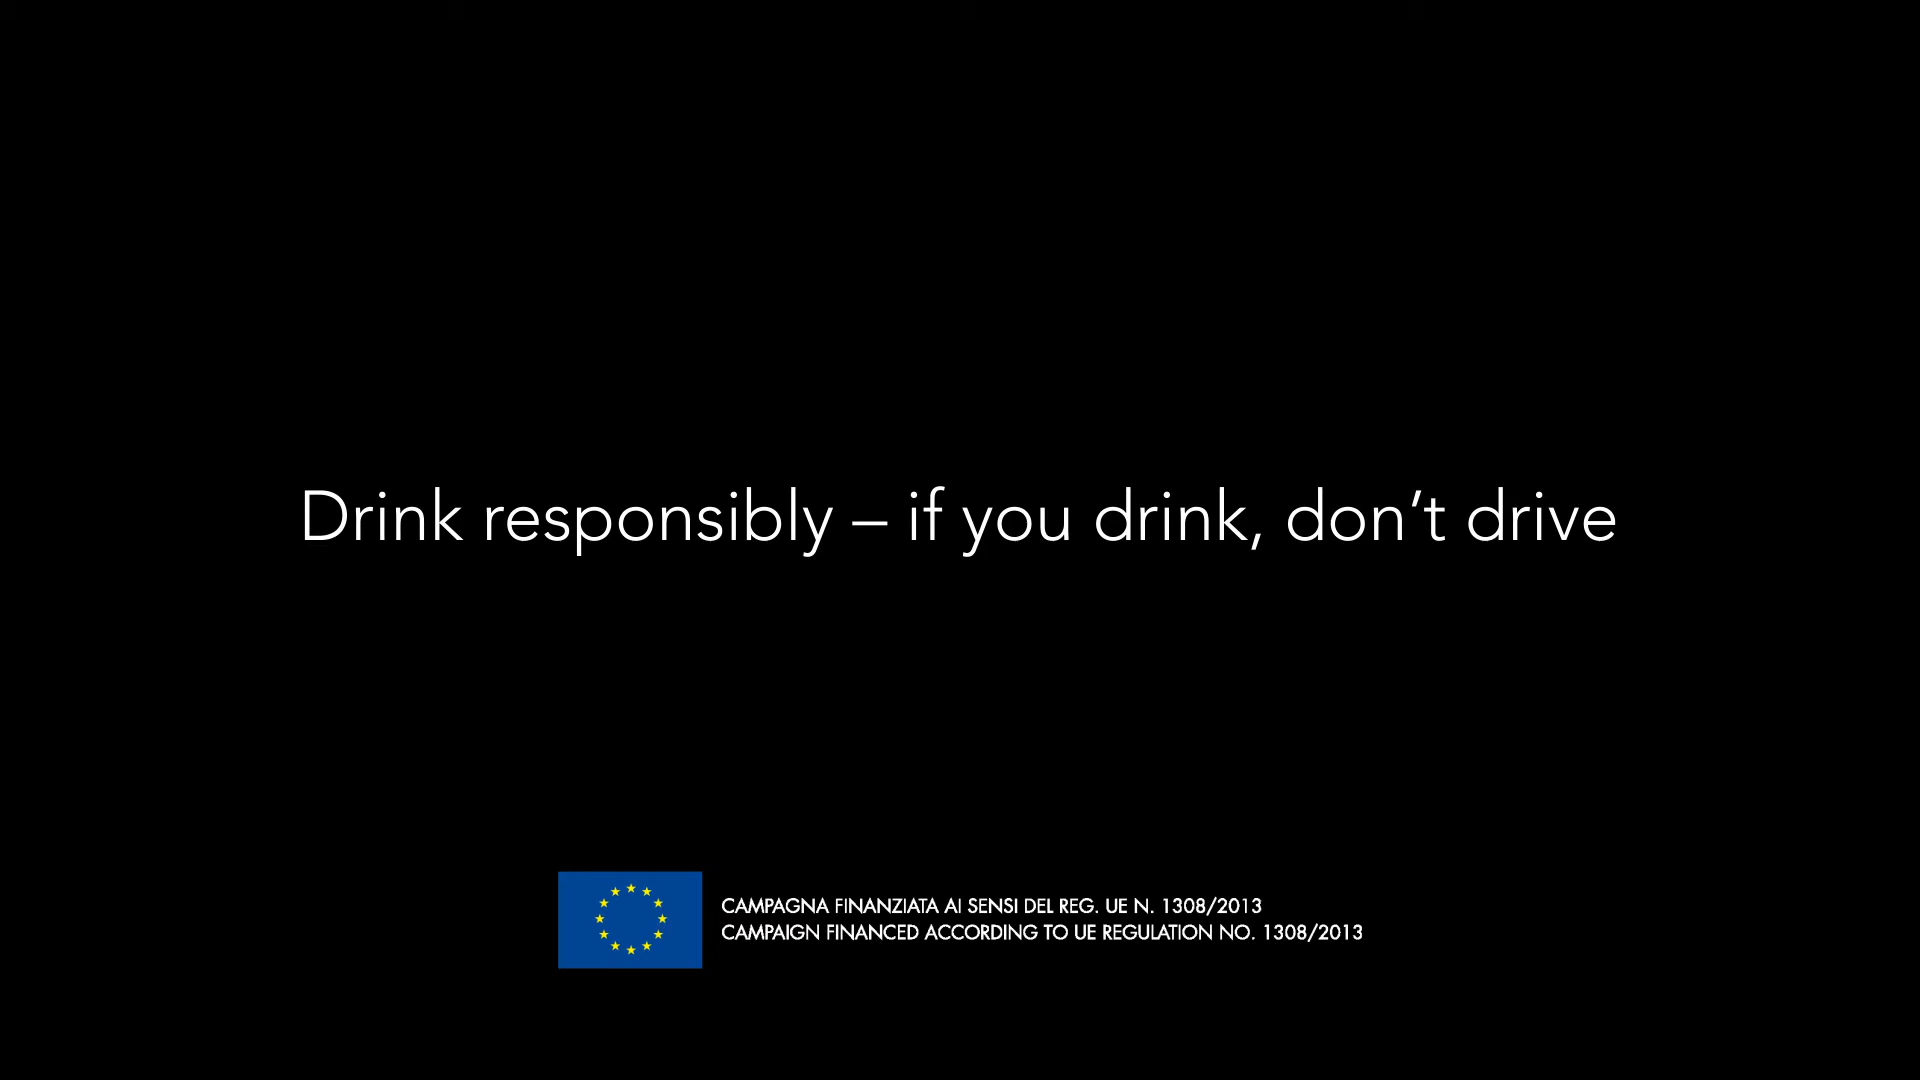 Drink responsibly – if you drink, don’t drive
CAMPAGNA FINANZIATA AI SENSI DEL REG. UE N. 1308/2013
CAMPAIGN FINANCED ACCORDING TO UE REGULATION NO. 1308/2013